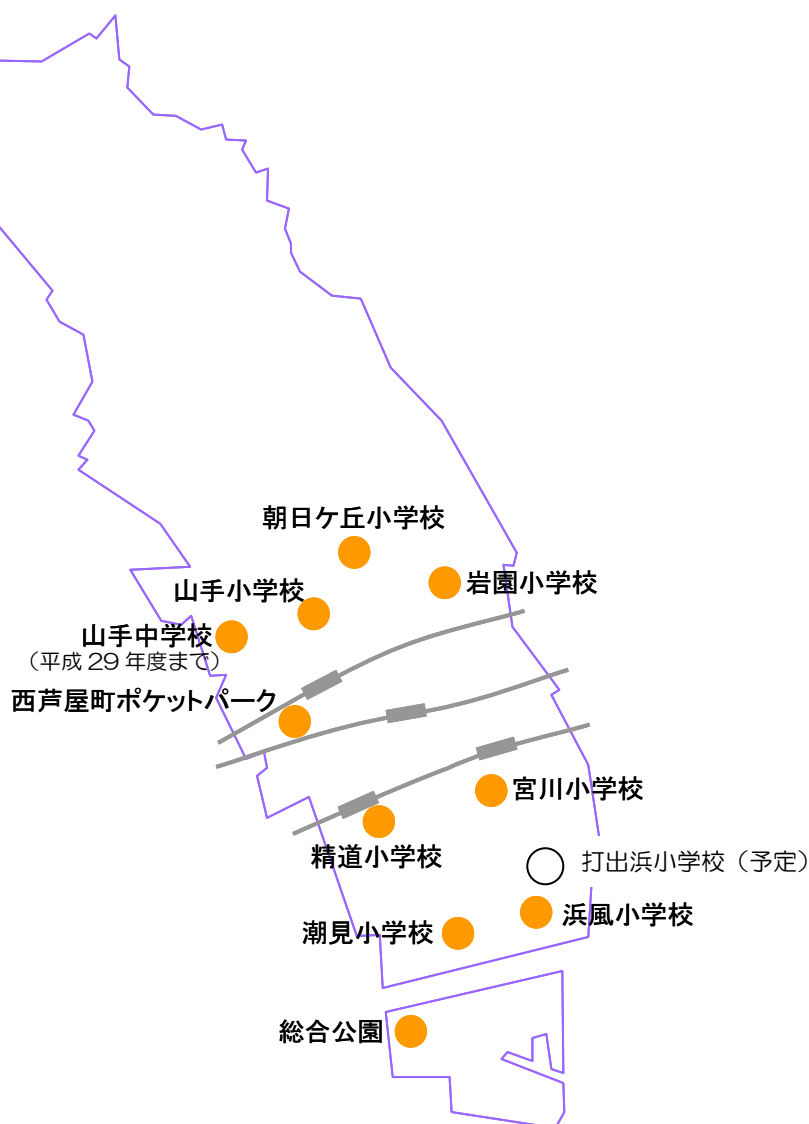 朝日ケ丘小学校
山手小学校
岩園小学校
山手中学校
（平成 29 年度まで）
西芦屋町ポケットパーク
宮川小学校
精道小学校
打出浜小学校（予定）
浜風小学校
潮見小学校
総合公園